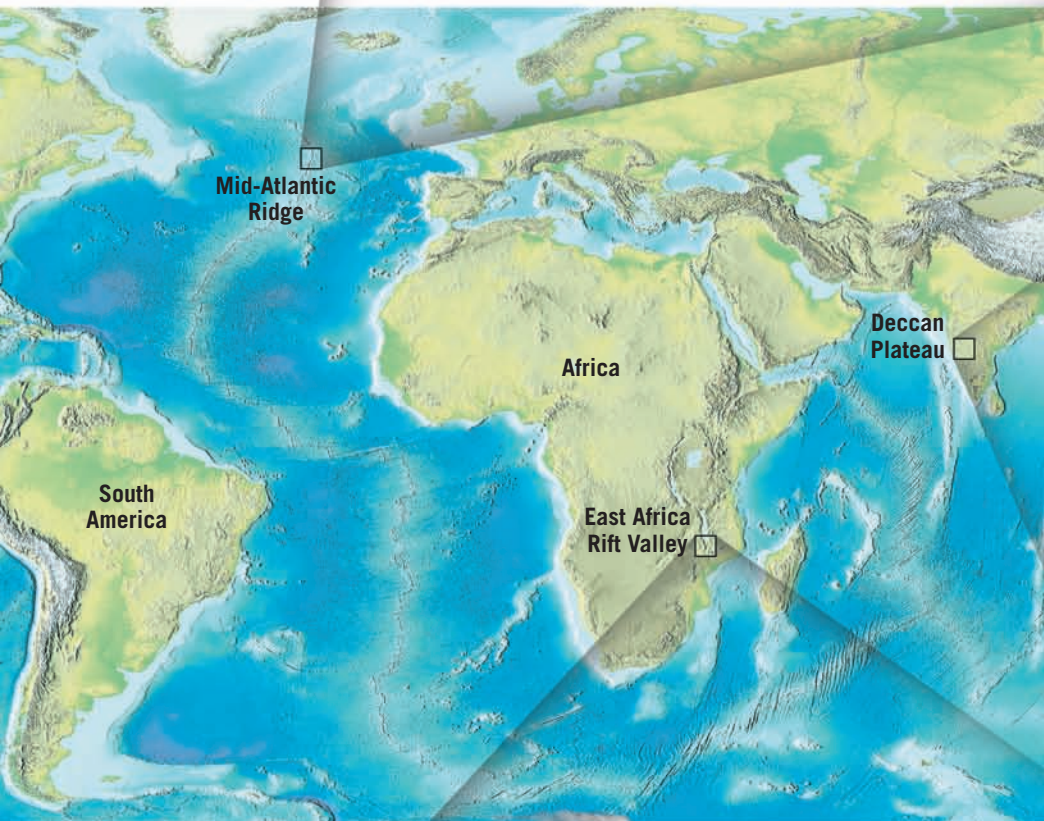 Mid-Atlantic
Ridge
Deccan
Plateau
Africa
South
America
East Africa
Rift Valley